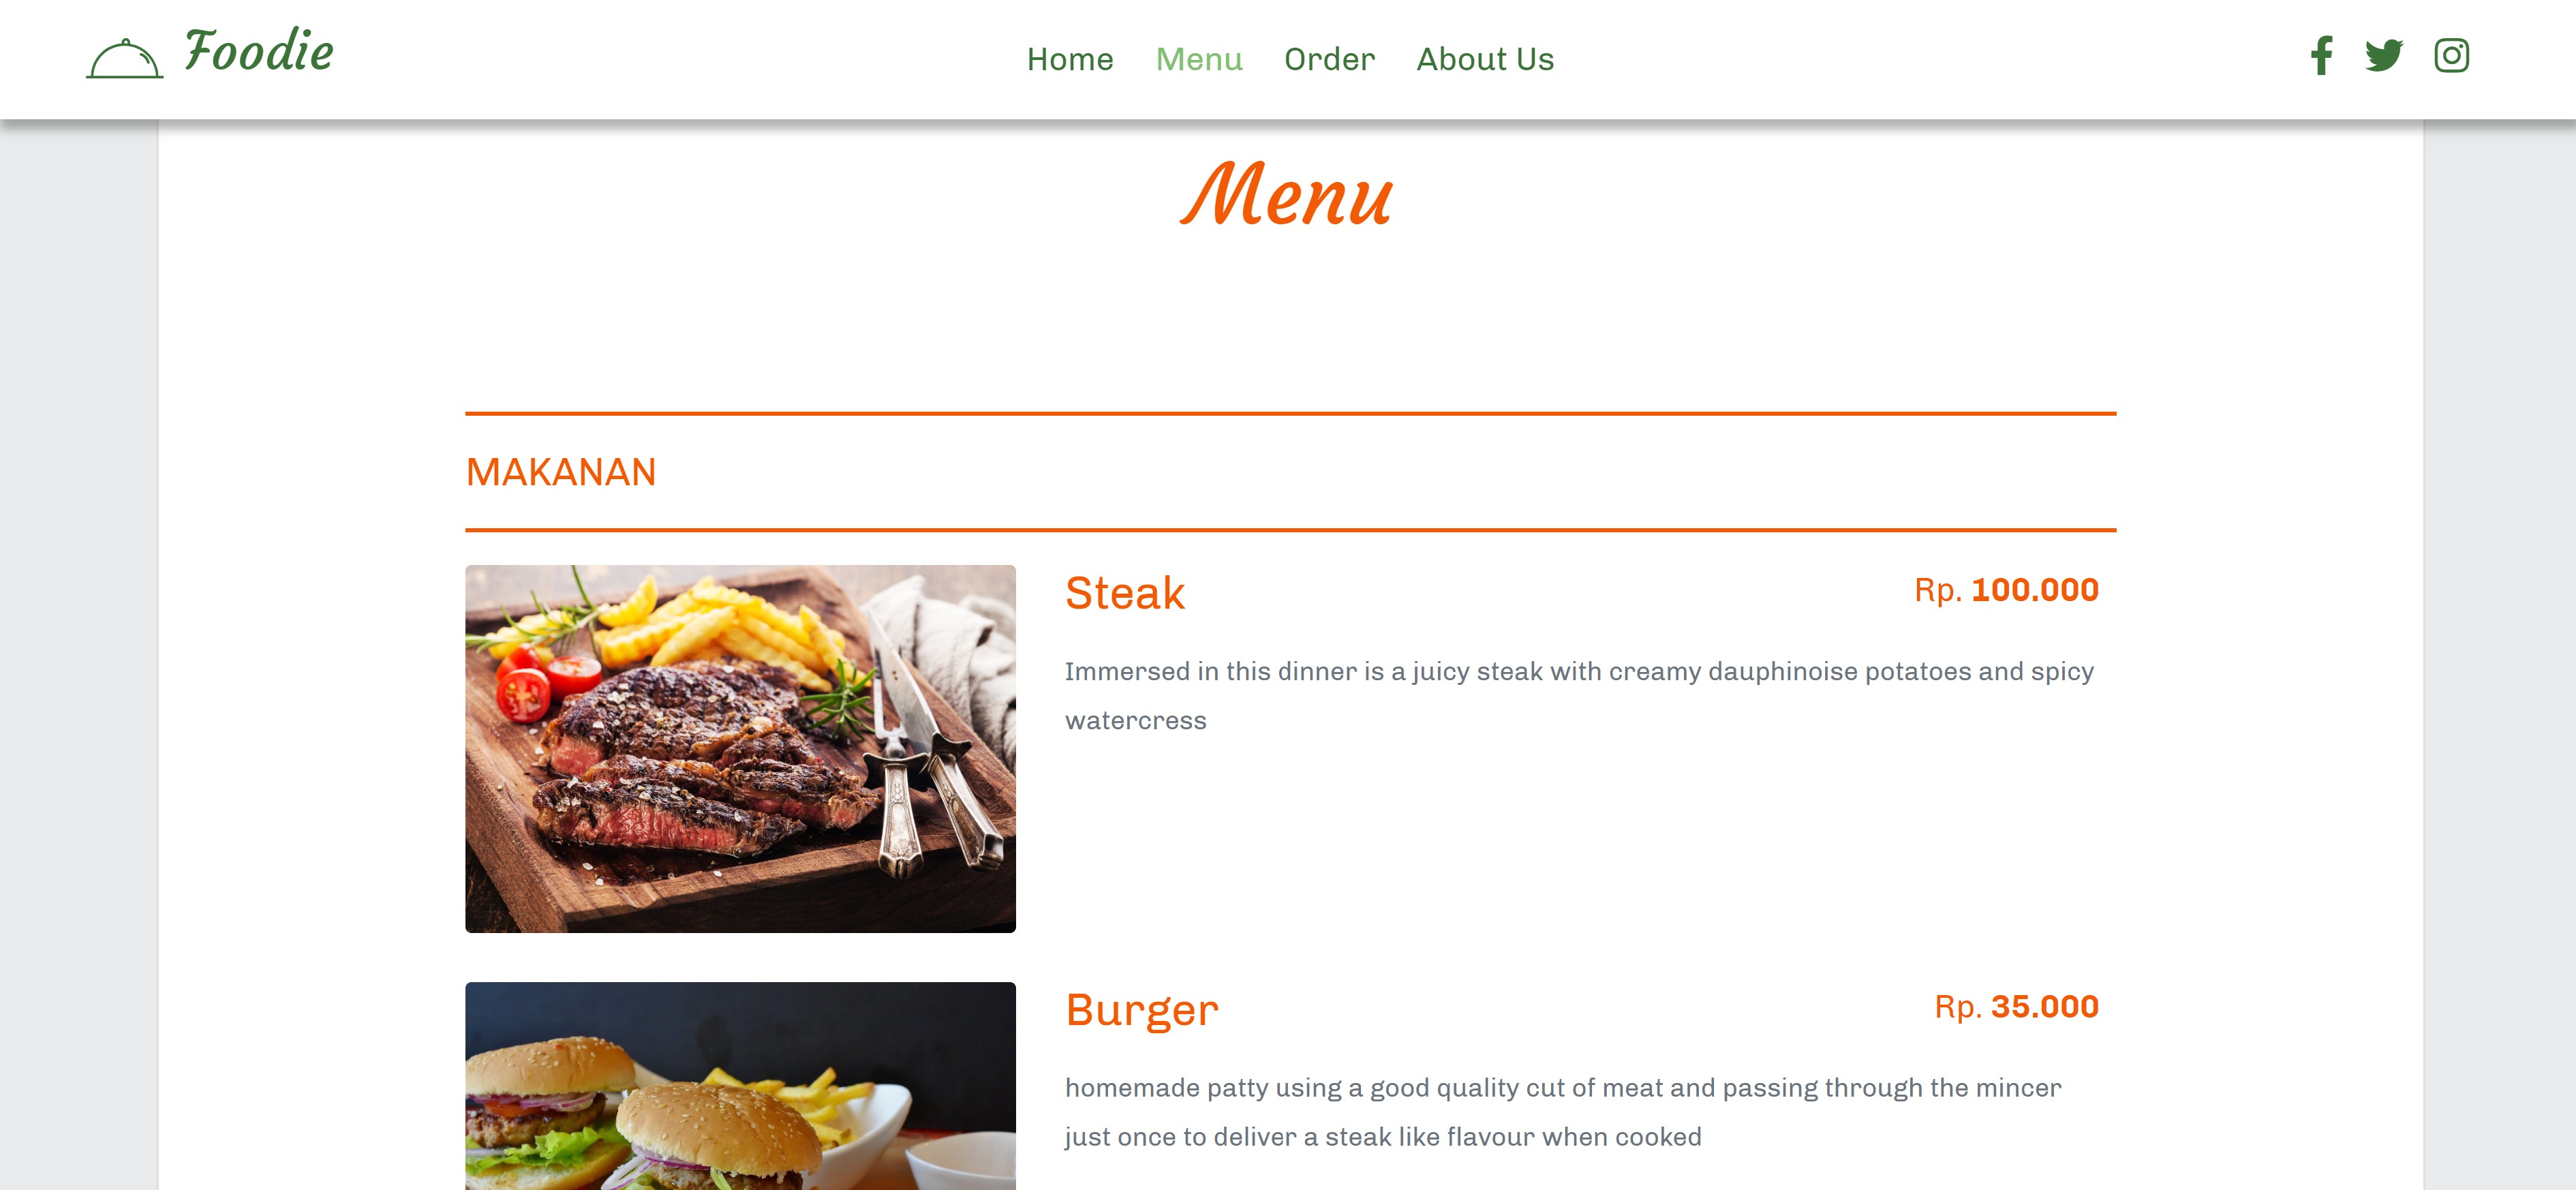 Foodie
Home Menu Order About Us
Menu
MAKANAN
Steak
Rp. 100.000
Immersed in this dinner is a juicy steak with creamy dauphinoise potatoes and spicy
watercress
Burger
Rp. 35.000
homemade patty using a good quality cut of meat and passing through the mincer
just once to deliver a steak like flavour when cooked